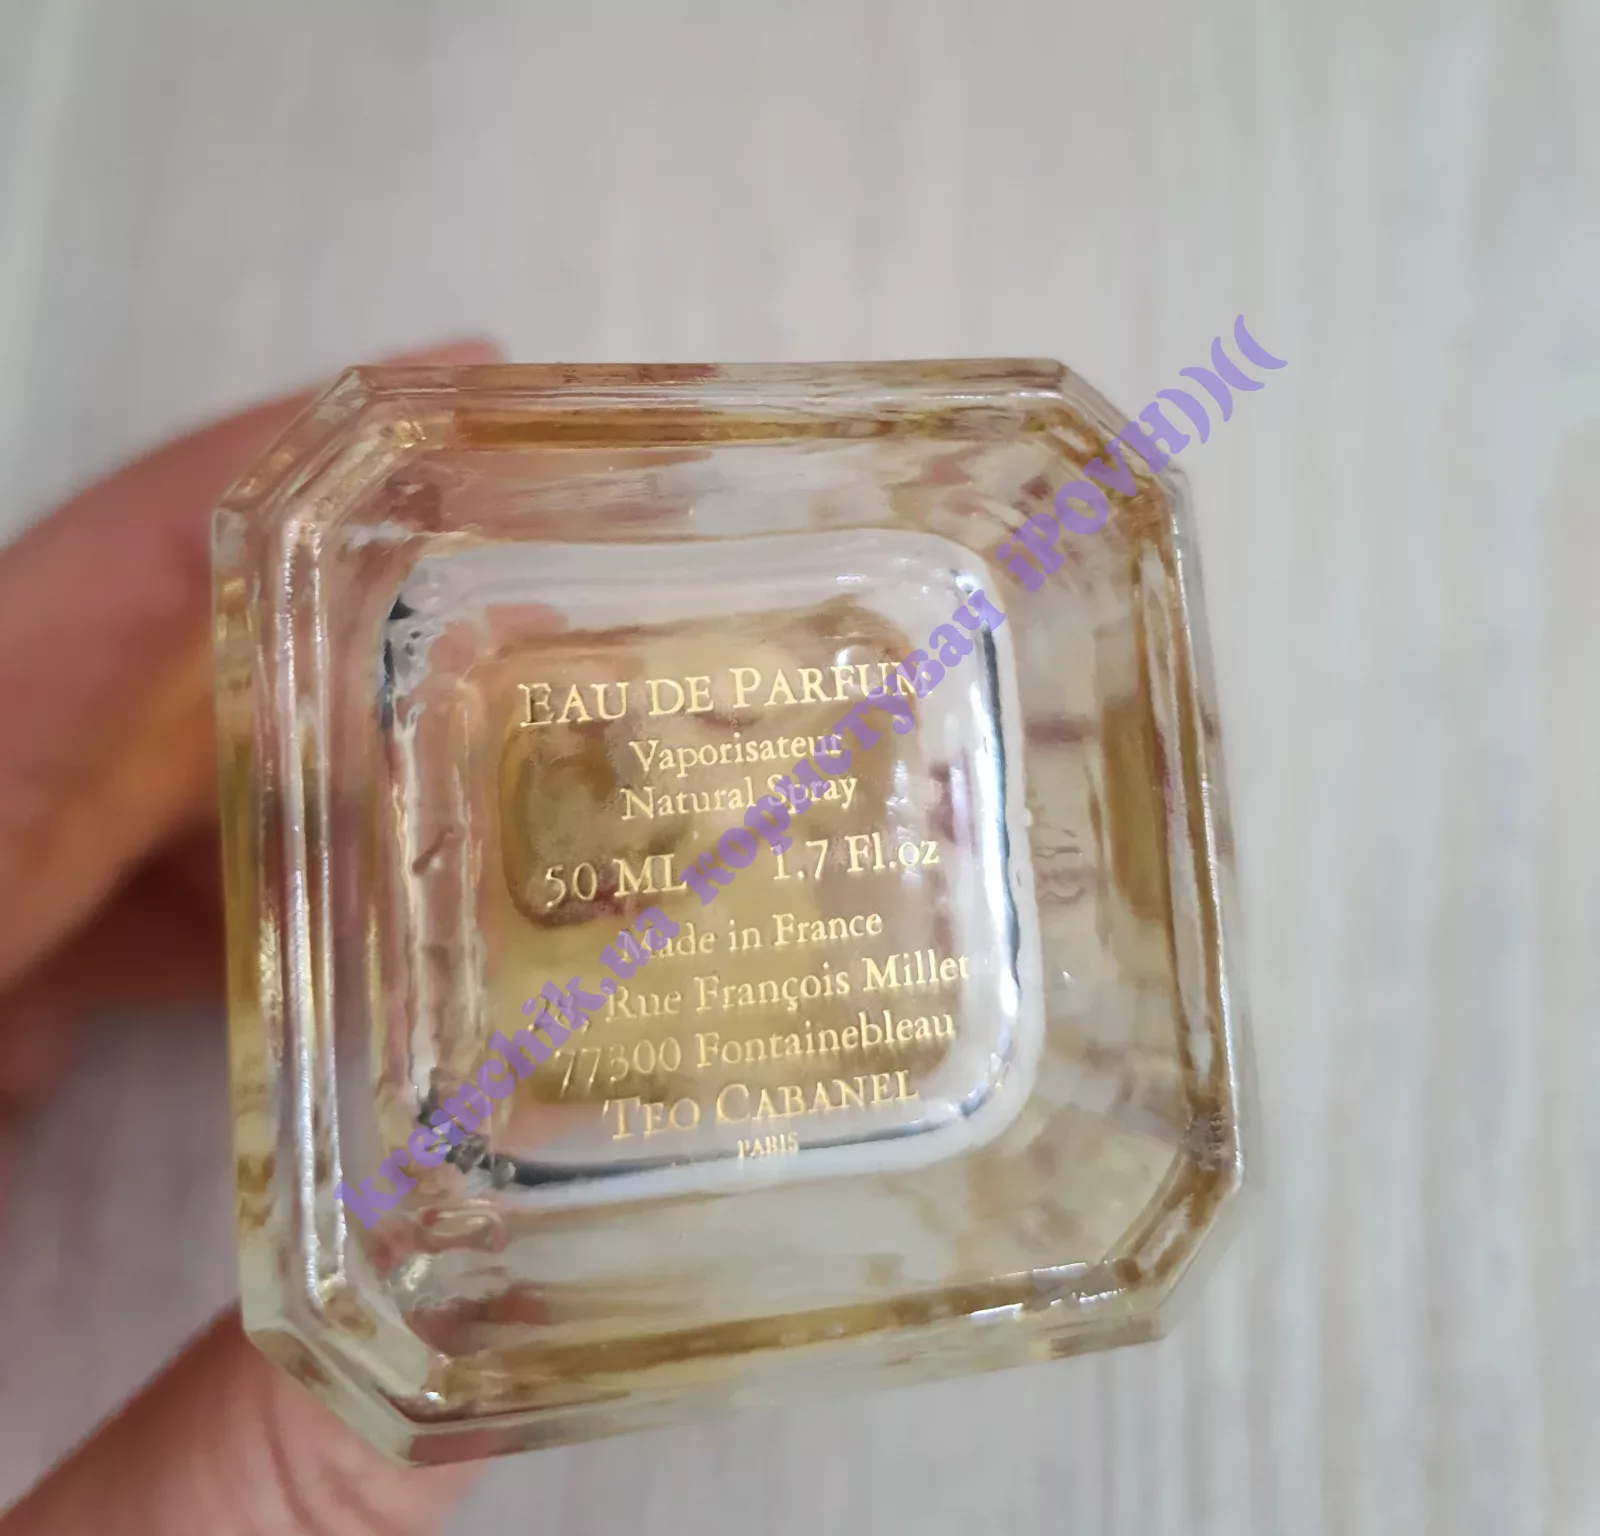 EAU DE PARFUM
Vaporisateur
Natural Spray
50 ML 1.7 Fl.oz
Made in France
Rue François Millet
77300 Fontainebleau
TEO CABANEL
PARIS
kremchik.ua користувач iPOVH))((